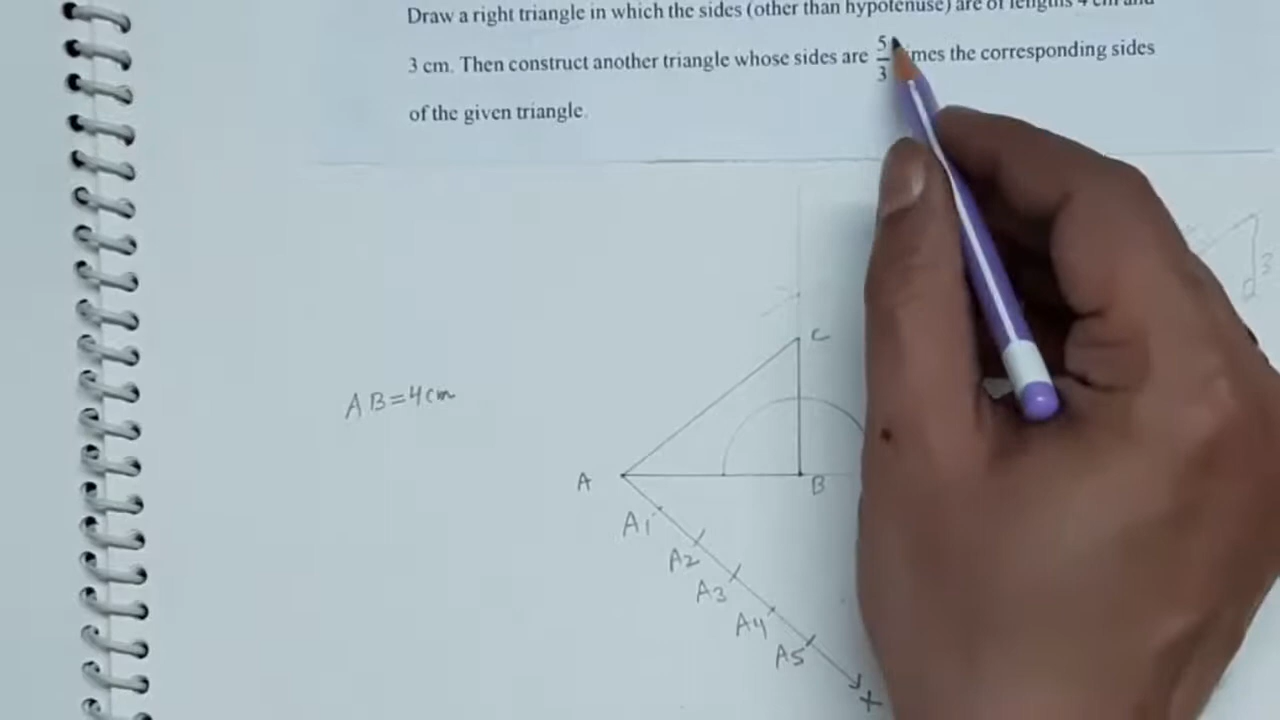 Draw a right triangle in which the sides (other than hypotenuse) are of lengths 4 cm and
3 cm. Then construct another triangle whose sides are 5/3 the corresponding sides
of the given triangle.
3
C
AB=4cm
A
B
A1
A2
A3
A4
A5
X